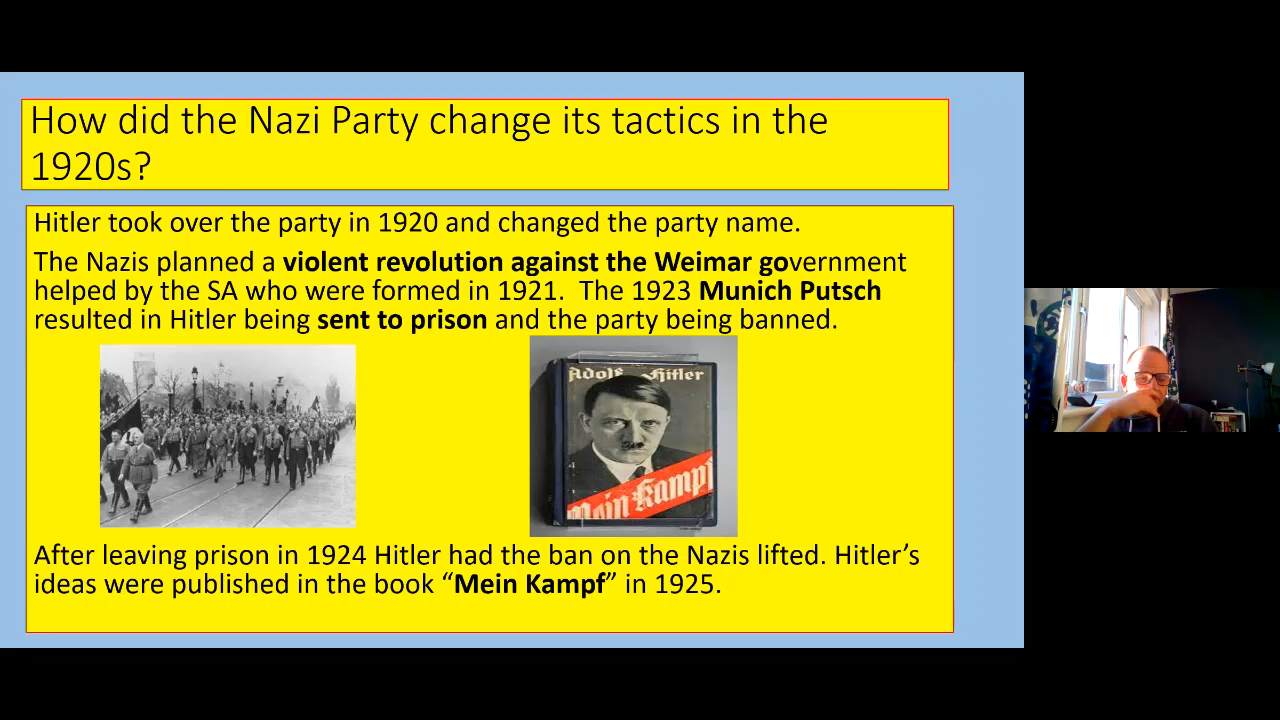 How did the Nazi Party change its tactics in the
1920s?
Hitler took over the party in 1920 and changed the party name.
The Nazis planned a violent revolution against the Weimar government
helped by the SA who were formed in 1921.  The 1923 Munich Putsch
resulted in Hitler being sent to prison and the party being banned.
Adolf Hitler
Mein Kampf
After leaving prison in 1924 Hitler had the ban on the Nazis lifted. Hitler’s
ideas were published in the book “Mein Kampf” in 1925.